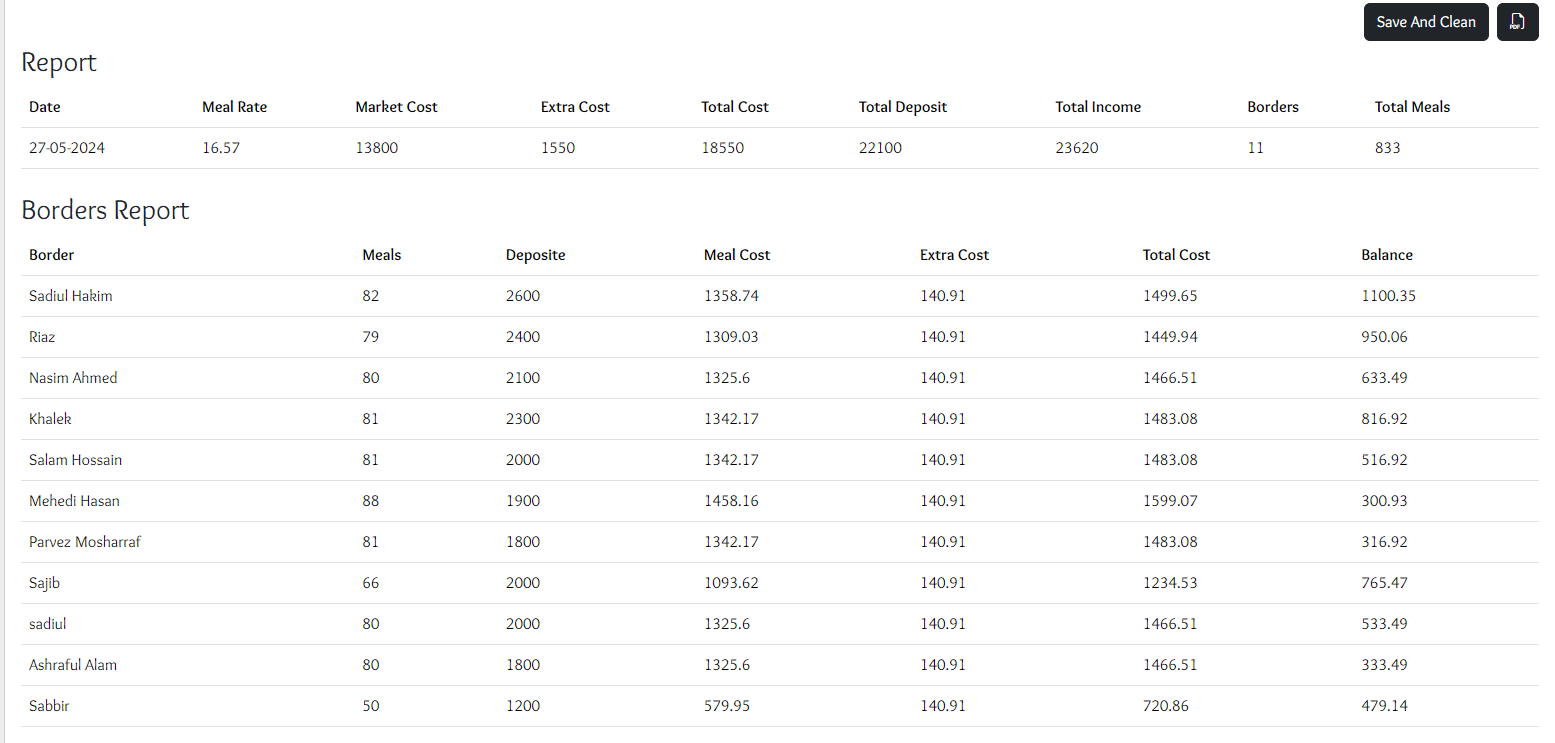 Save And Clean
PDF
Report
Date Meal Rate Market Cost Extra Cost Total Cost Total Deposit Total Income Borders Total Meals
27-05-2024 16.57 13800 1550 18550 22100 23620 11 833
Borders Report
Border Meals Deposite Meal Cost Extra Cost Total Cost Balance
Sadiul Hakim 82 2600 1358.74 140.91 1499.65 1100.35
Riaz 79 2400 1309.03 140.91 1449.94 950.06
Nasim Ahmed 80 2100 1325.6 140.91 1466.51 633.49
Khalek 81 2300 1342.17 140.91 1483.08 816.92
Salam Hossain 81 2000 1342.17 140.91 1483.08 516.92
Mehedi Hasan 88 1900 1458.16 140.91 1599.07 300.93
Parvez Mosharraf 81 1800 1342.17 140.91 1483.08 316.92
Sajib 66 2000 1093.62 140.91 1234.53 765.47
sadiul 80 2000 1325.6 140.91 1466.51 533.49
Ashraful Alam 80 1800 1325.6 140.91 1466.51 333.49
Sabbir 50 1200 579.95 140.91 720.86 479.14